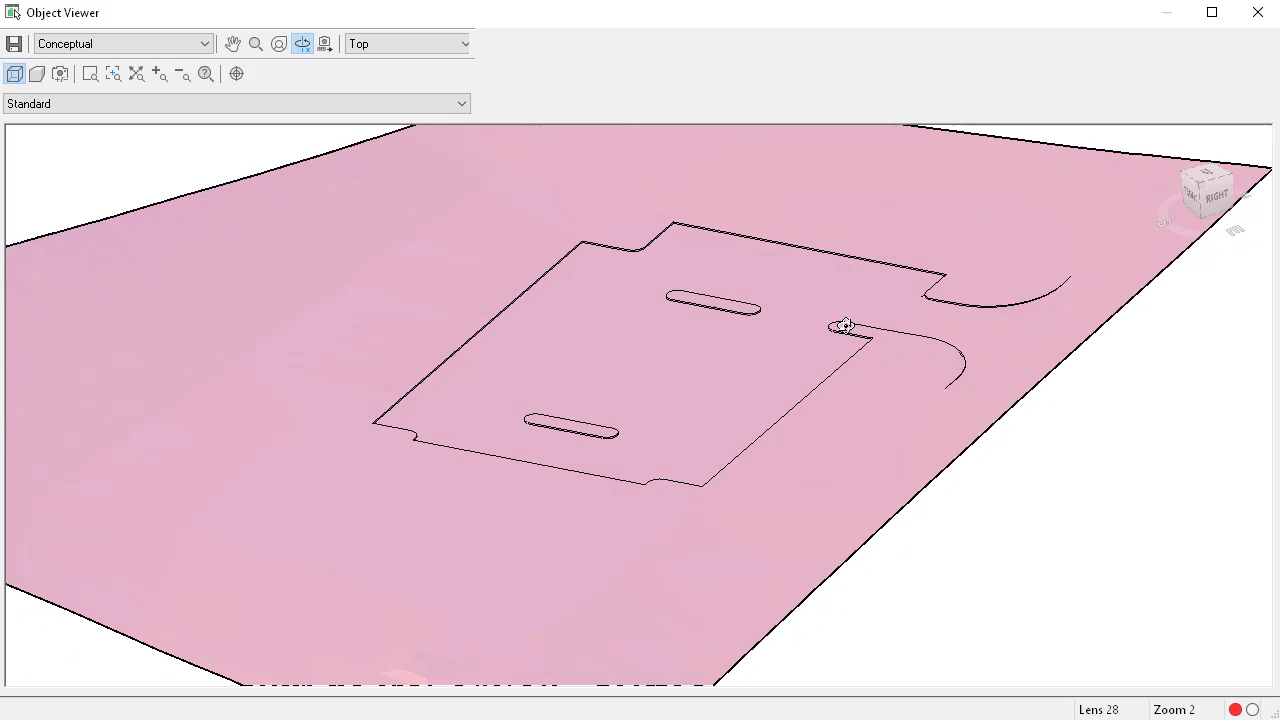 Object Viewer
Conceptual
Top
Standard
RIGHT
Lens 28
Zoom 2